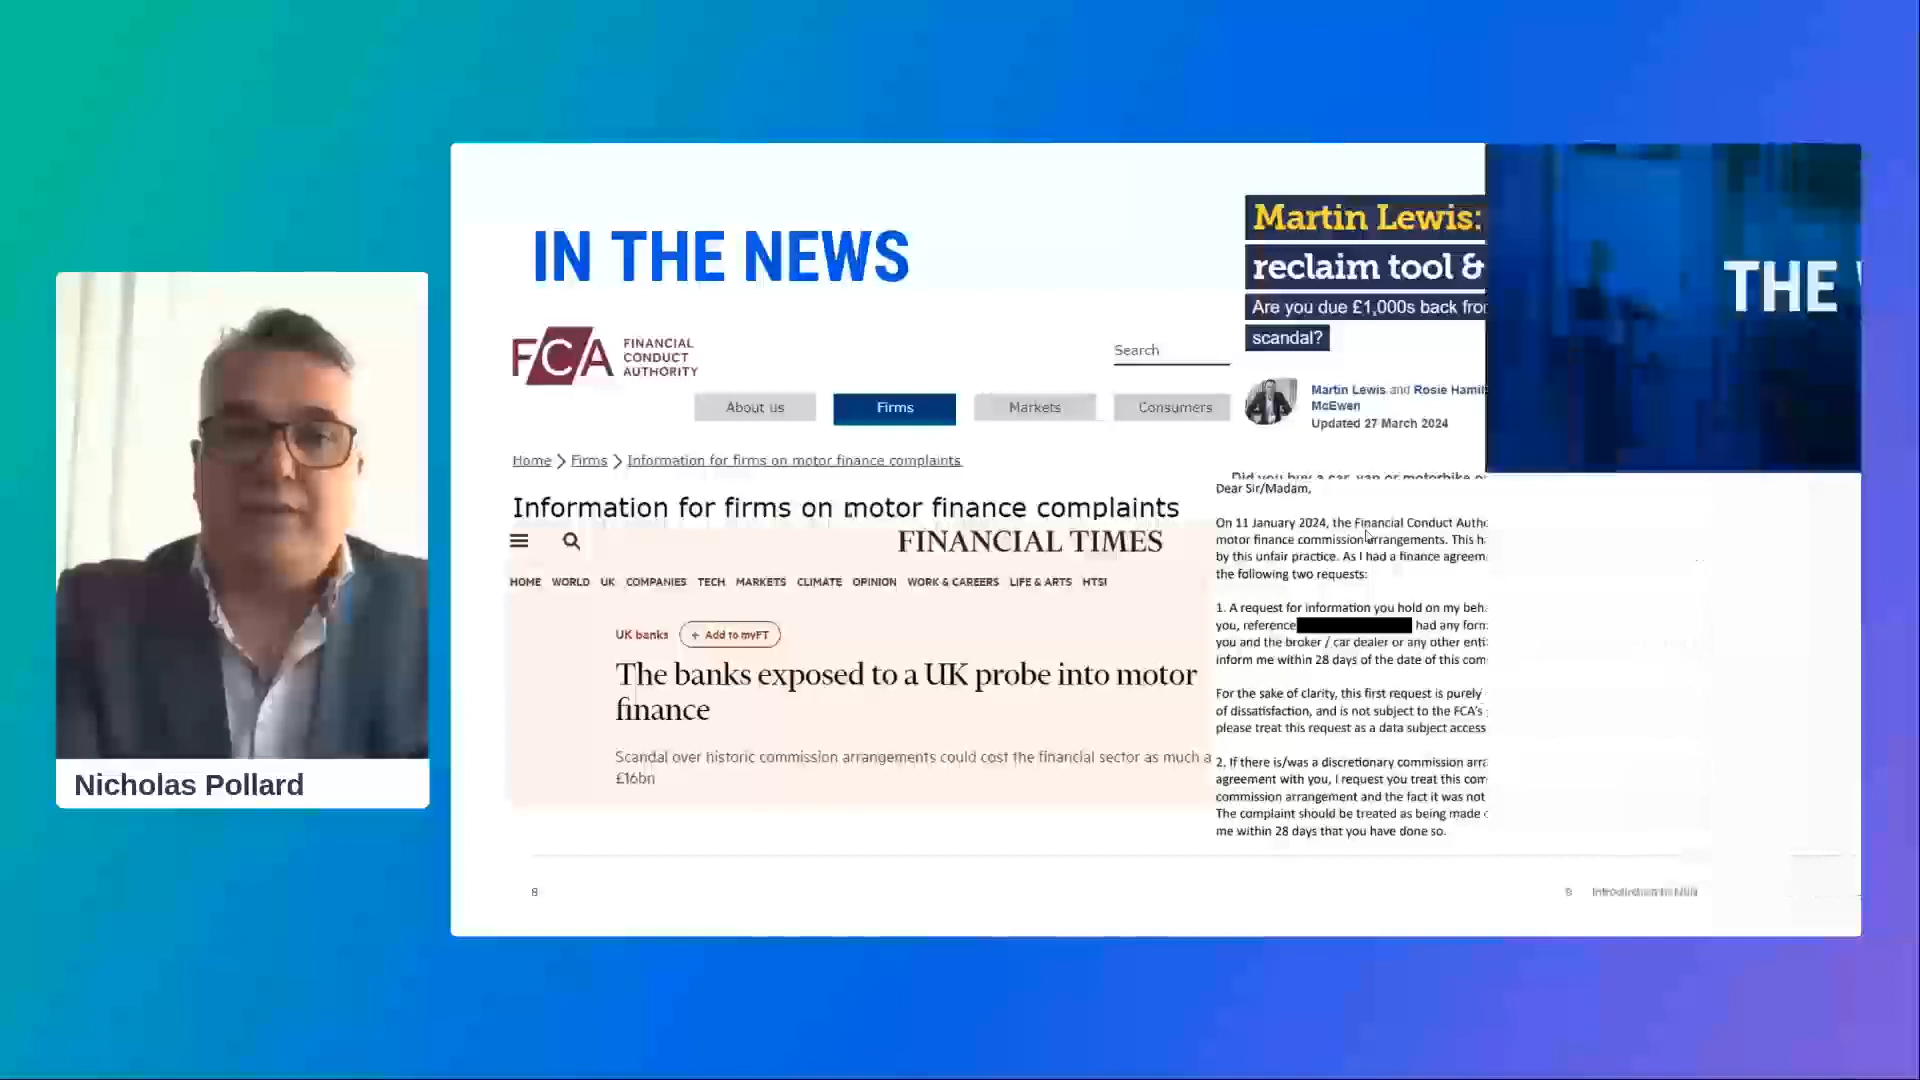 IN THE NEWS
FCA
FINANCIAL
CONDUCT
AUTHORITY
Search
About us
Firms
Markets
Consumers
Home > Firms > Information for firms on motor finance complaints
Information for firms on motor finance complaints
FINANCIAL TIMES
HOME WORLD UK COMPANIES TECH MARKETS CLIMATE OPINION WORK & CAREERS LIFE & ARTS HTSI
UK banks
+ Add to myFT
The banks exposed to a UK probe into motor
finance
Scandal over historic commission arrangements could cost the financial sector as much a
£16bn
8
Martin Lewis:
reclaim tool &
Are you due £1,000s back fro
scandal?
Martin Lewis and Rosie Hamil
McEwen
Updated 27 March 2024
Did you buy a car, van or motorbike o
Dear Sir/Madam,
On 11 January 2024, the Financial Conduct Autho
motor finance commission arrangements. This h
by this unfair practice. As I had a finance agreem
the following two requests:
1. A request for information you hold on my beh
you, reference had any form
you and the broker / car dealer or any other enti
inform me within 28 days of the date of this com
For the sake of clarity, this first request is purely
of dissatisfaction, and is not subject to the FCA's
please treat this request as a data subject access
2. If there is/was a discretionary commission arra
agreement with you, I request you treat this com
commission arrangement and the fact it was not
The complaint should be treated as being made
me within 28 days that you have done so.
THE
Nicholas Pollard